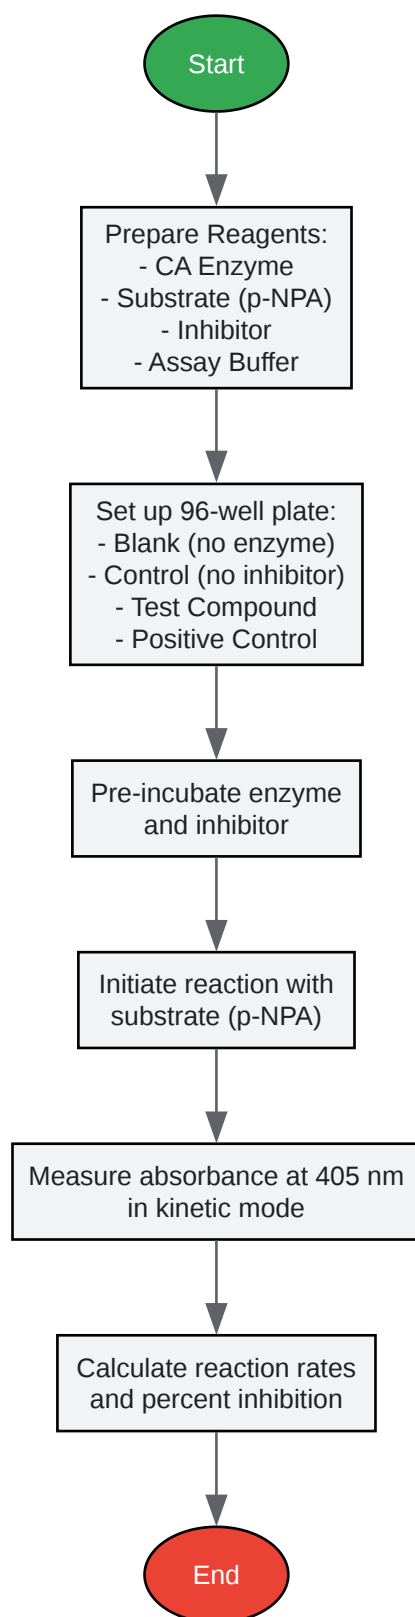 Start
Prepare Reagents:
- CA Enzyme
- Substrate (p-NPA)
- Inhibitor
- Assay Buffer
Set up 96-well plate:
- Blank (no enzyme)
- Control (no inhibitor)
- Test Compound
- Positive Control
Pre-incubate enzyme
and inhibitor
Initiate reaction with
substrate (p-NPA)
Measure absorbance at 405 nm
in kinetic mode
Calculate reaction rates
and percent inhibition
End